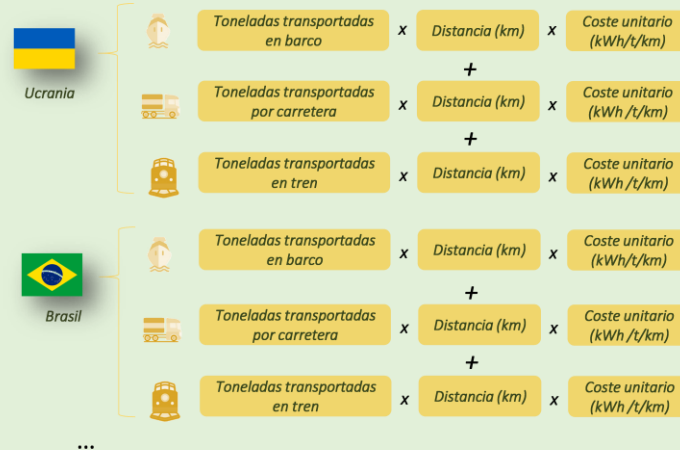 Toneladas transportadas
en barco
x
Distancia (km)
x
Coste unitario
(kWh/t/km)
+
Ucrania
Toneladas transportadas
por carretera
x
Distancia (km)
x
Coste unitario
(kWh /t/km)
+
Toneladas transportadas
en tren
x
Distancia (km)
x
Coste unitario
(kWh /t/km)
Toneladas transportadas
en barco
x
Distancia (km)
x
Coste unitario
(kWh/t/km)
+
Brasil
Toneladas transportadas
por carretera
x
Distancia (km)
x
Coste unitario
(kWh /t/km)
+
Toneladas transportadas
en tren
x
Distancia (km)
x
Coste unitario
(kWh /t/km)
...